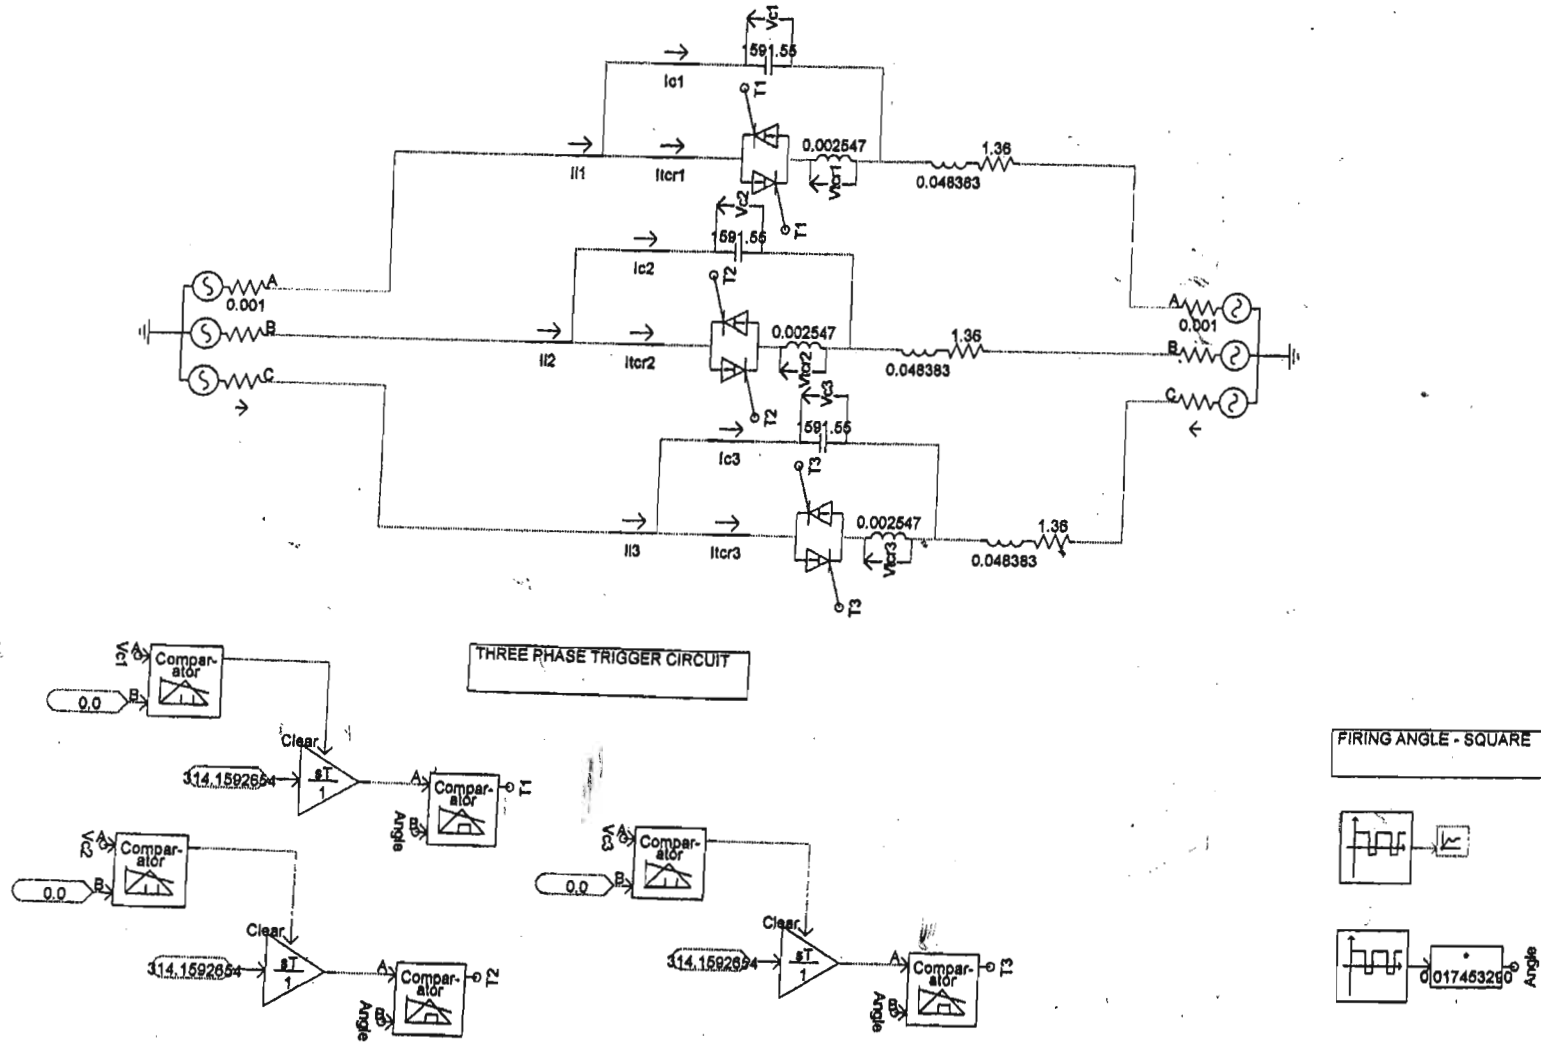 Vc1
1591.55
Ic1
T1
0.002547
1.36
Il1
Itcr1
Vtcr1
0.048383
Vc2
T1
1591.55
Ic2
T2
A
0.001
0.002547
1.36
A
0.001
B
Il2
Itcr2
Vtcr2
0.048383
B
C
Vc3
C
T2
1591.55
Ic3
T3
0.002547
1.36
Il3
Itcr3
Vtcr3
0.048383
T3
THREE PHASE TRIGGER CIRCUIT
Vc1
A
Compar-
ator
0.0
B
Clear
314.1592654
sT
1
A
Compar-
ator
T1
B
Angle
Vc2
A
Compar-
ator
0.0
B
Clear
314.1592654
sT
1
A
Compar-
ator
T2
B
Angle
Vc3
A
Compar-
ator
0.0
B
Clear
314.1592654
sT
1
A
Compar-
ator
T3
B
Angle
FIRING ANGLE - SQUARE
*
0.017453290
Angle